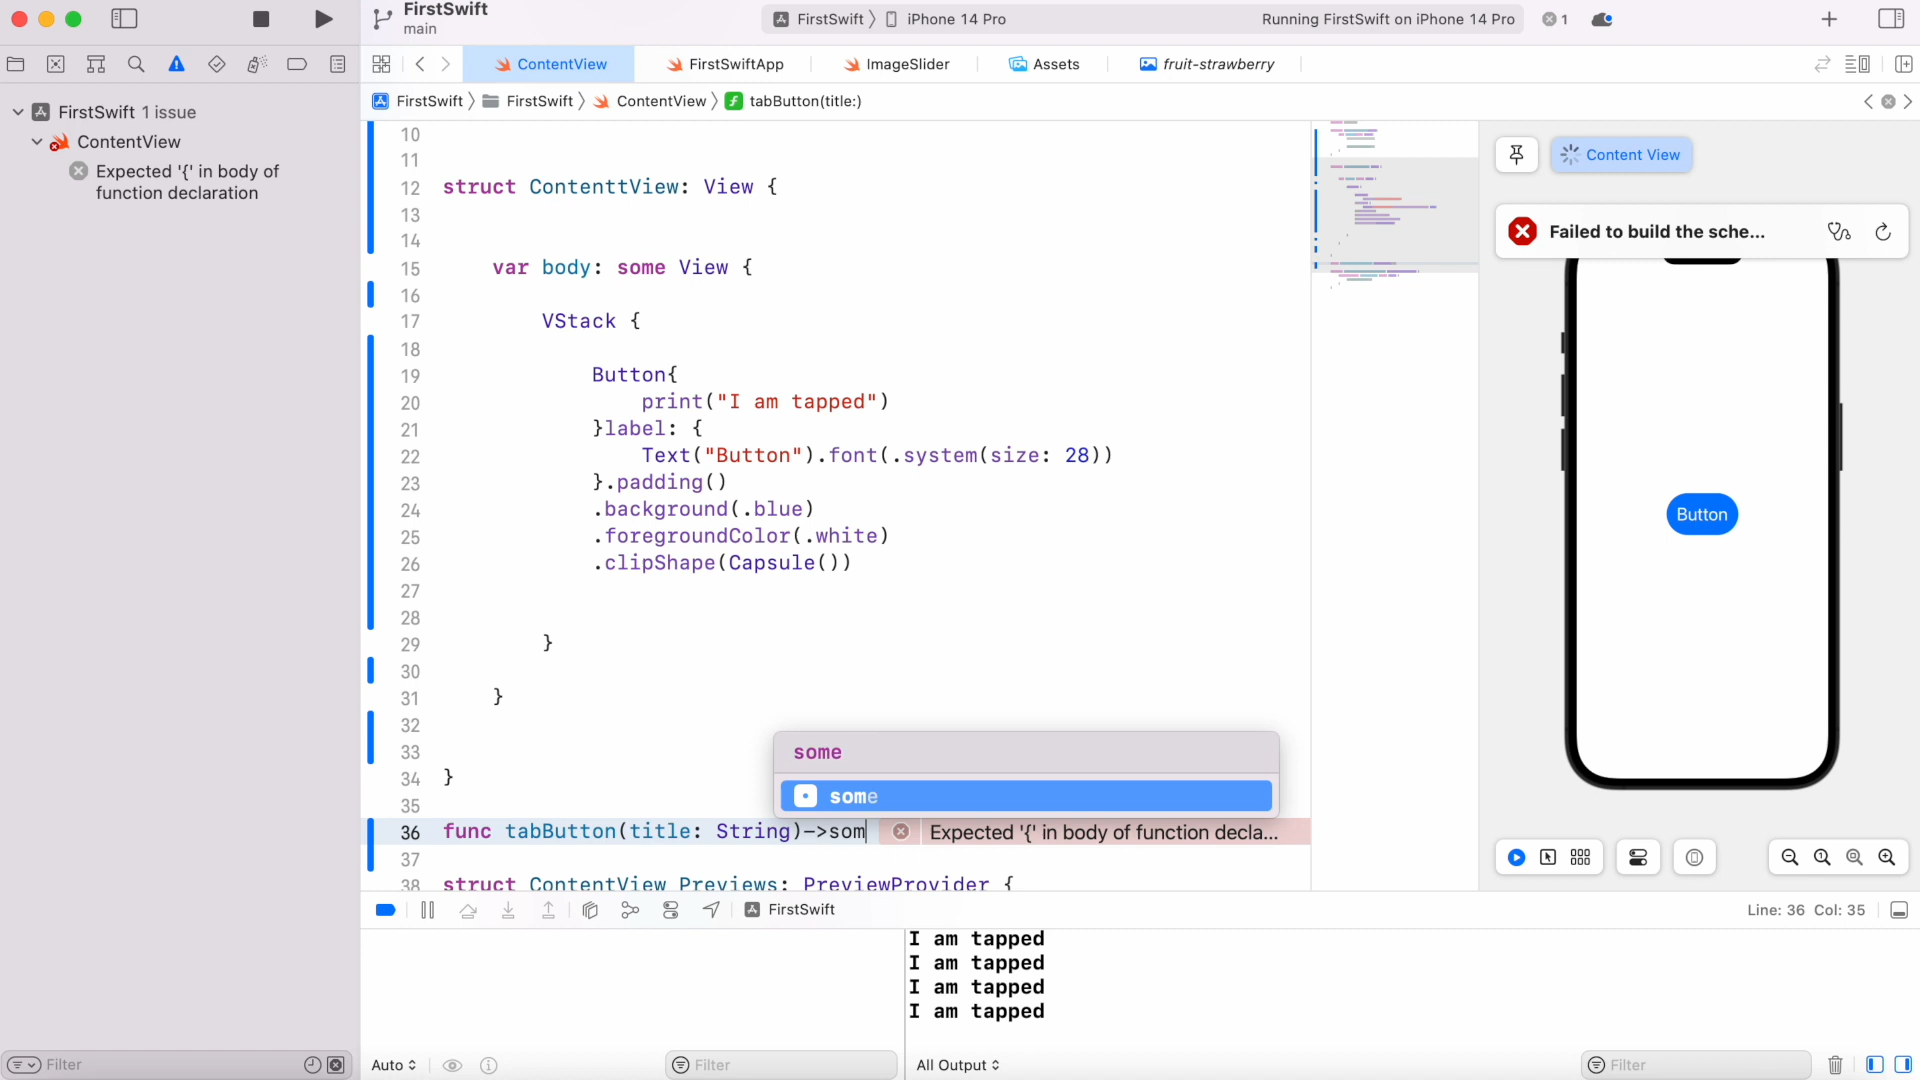 FirstSwift
main
FirstSwift 〉 iPhone 14 Pro
Running FirstSwift on iPhone 14 Pro
1
ContentView
FirstSwiftApp
ImageSlider
Assets
fruit-strawberry
FirstSwift 〉 FirstSwift 〉 ContentView 〉 tabButton(title:)
FirstSwift 1 issue
ContentView
Expected '{' in body of
function declaration
10
11
12 struct ContenttView: View {
13
14
15 var body: some View {
16
17 VStack {
18
19 Button{
20 print("I am tapped")
21 }label: {
22 Text("Button").font(.system(size: 28))
23 }.padding()
24 .background(.blue)
25 .foregroundColor(.white)
26 .clipShape(Capsule())
27
28
29 }
30
31 }
32
33
34 }
35
some
some
36 func tabButton(title: String)->som
Expected '{' in body of function decla...
37
38 struct ContentView_Previews: PreviewProvider {
Content View
Failed to build the sche...
Button
FirstSwift
Line: 36 Col: 35
I am tapped
I am tapped
I am tapped
I am tapped
Filter
Auto
Filter
All Output
Filter